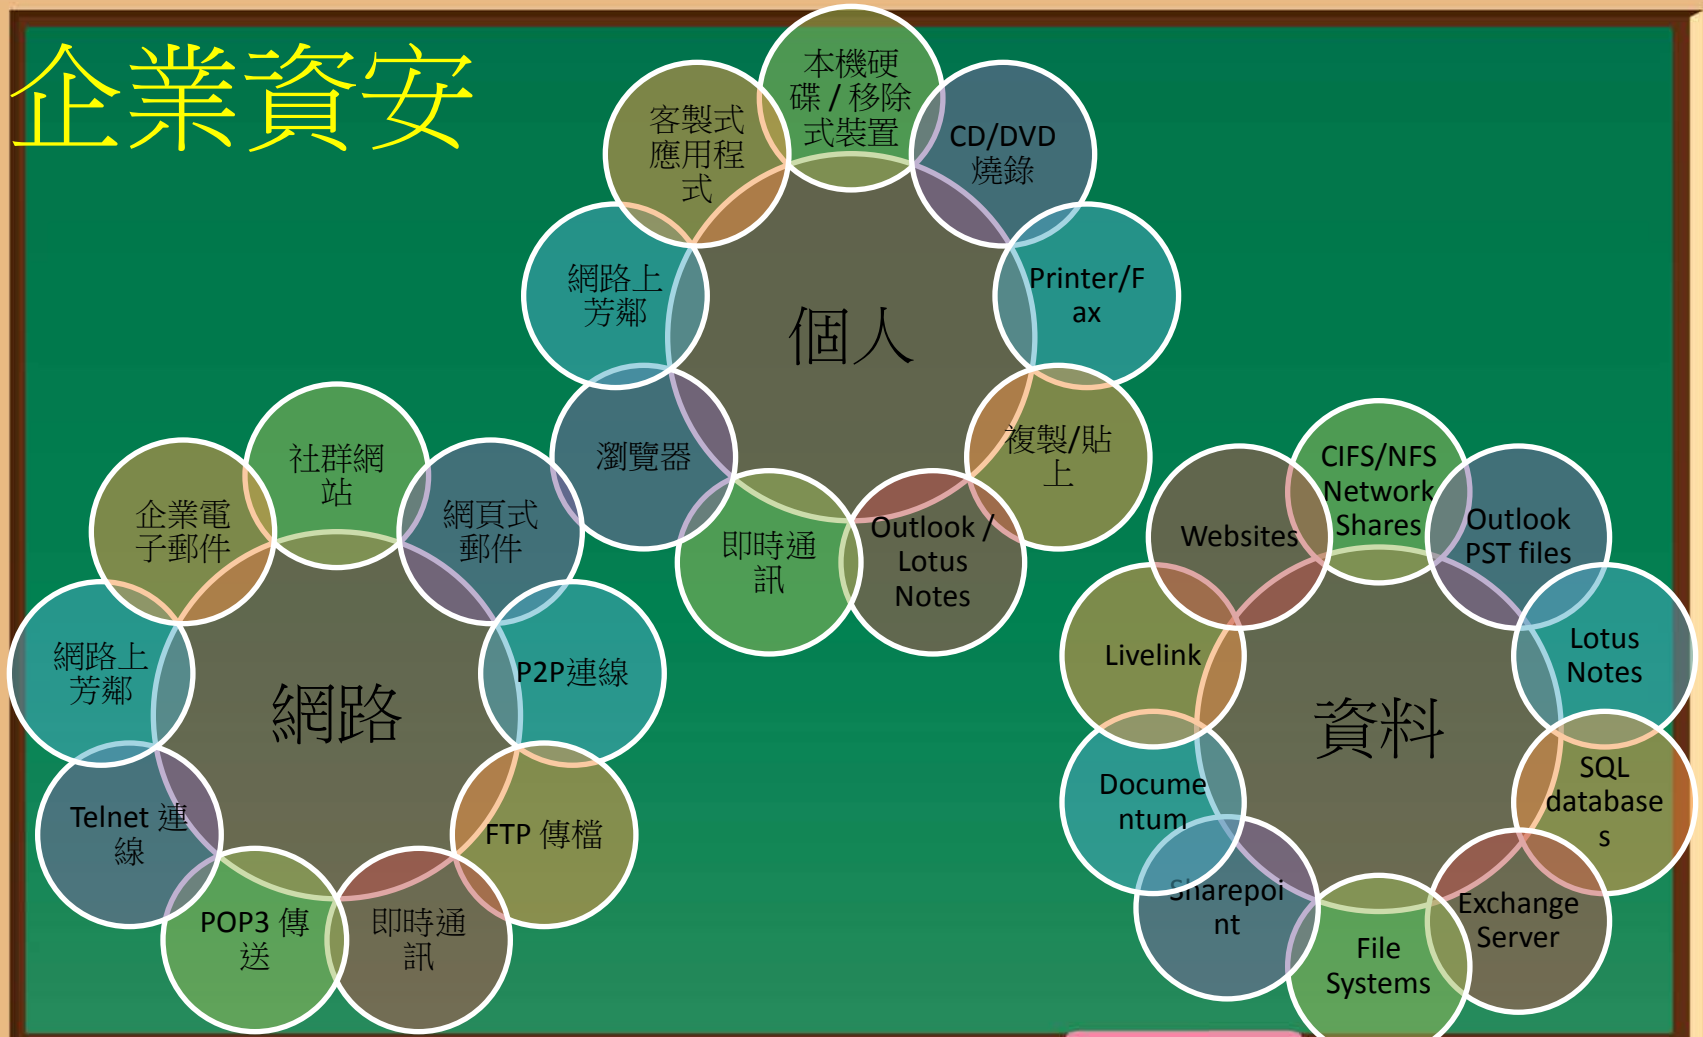 企業資安
個人
本機硬
碟 / 移除
式裝置
CD/DVD
燒錄
Printer/F
ax
複製/貼
上
Outlook /
Lotus
Notes
即時通
訊
瀏覽器
網路上
芳鄰
客製式
應用程
式
網路
社群網
站
網頁式
郵件
P2P連線
FTP 傳檔
即時通
訊
POP3 傳
送
Telnet 連
線
網路上
芳鄰
企業電
子郵件
資料
CIFS/NFS
Network
Shares
Outlook
PST files
Lotus
Notes
SQL
database
s
Exchange
Server
File
Systems
Sharepoi
nt
Docume
ntum
Livelink
Websites